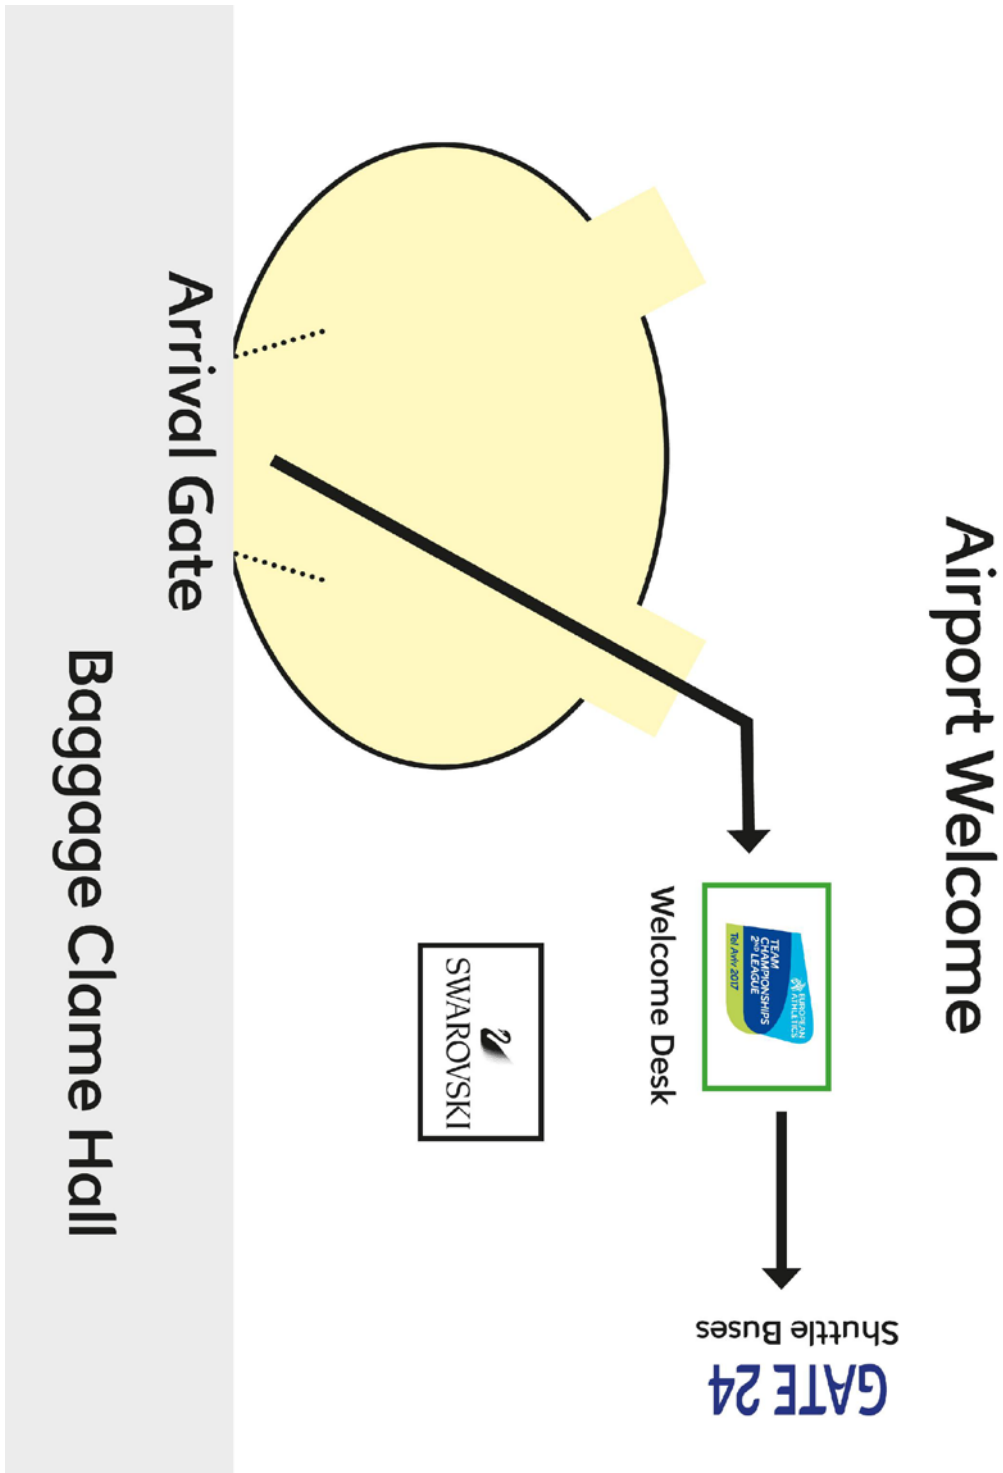 Airport Welcome
EUROPEAN
ATHLETICS
TEAM
CHAMPIONSHIPS
2ND LEAGUE
Tel Aviv 2017
Welcome Desk
Shuttle Buses
GATE 24
SWAROVSKI
Arrival Gate
Baggage Clame Hall